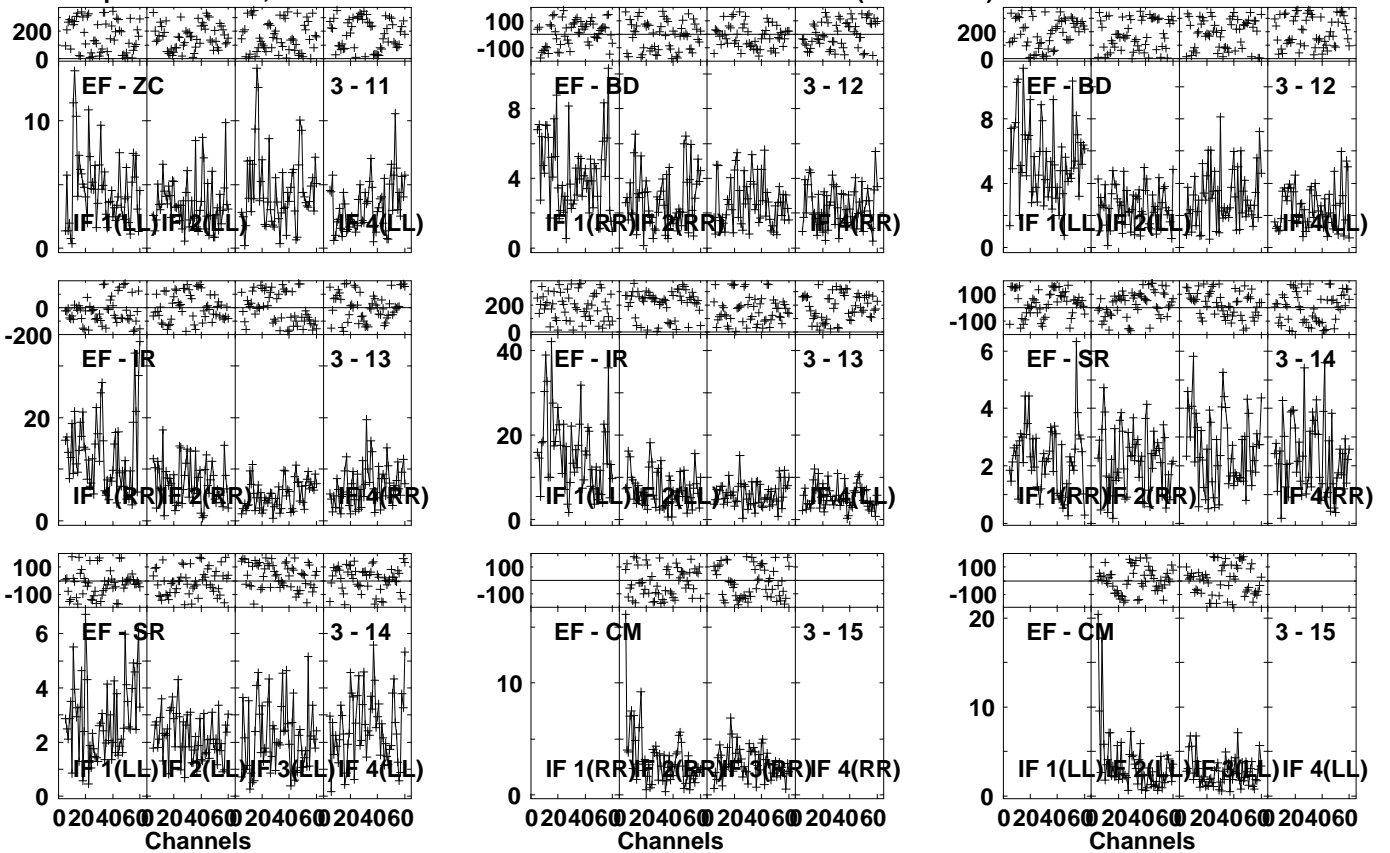 200
0
10
0
EF - ZC 3 - 11
IF 1(LL) IF 2(LL) IF 4(LL)
100
-100
8
4
0
EF - BD 3 - 12
IF 1(RR) IF 2(RR) IF 4(RR)
200
0
8
4
0
EF - BD 3 - 12
IF 1(LL) IF 2(LL) IF 4(LL)
0
-200
20
0
EF - IR 3 - 13
IF 1(RR) IF 2(RR) IF 4(RR)
200
0
40
20
0
EF - IR 3 - 13
IF 1(LL) IF 2(LL) IF 4(LL)
100
-100
6
4
2
0
EF - SR 3 - 14
IF 1(RR) IF 2(RR) IF 4(RR)
100
-100
6
4
2
0
EF - SR 3 - 14
IF 1(LL) IF 2(LL) IF 3(LL) IF 4(LL)
0 20 40 60 0 20 40 60 0 20 40 60 0 20 40 60
Channels
100
-100
10
0
EF - CM 3 - 15
IF 1(RR) IF 2(RR) IF 3(RR) IF 4(RR)
0 20 40 60 0 20 40 60 0 20 40 60 0 20 40 60
Channels
100
-100
20
10
0
EF - CM 3 - 15
IF 1(LL) IF 2(LL) IF 3(LL) IF 4(LL)
0 20 40 60 0 20 40 60 0 20 40 60 0 20 40 60
Channels